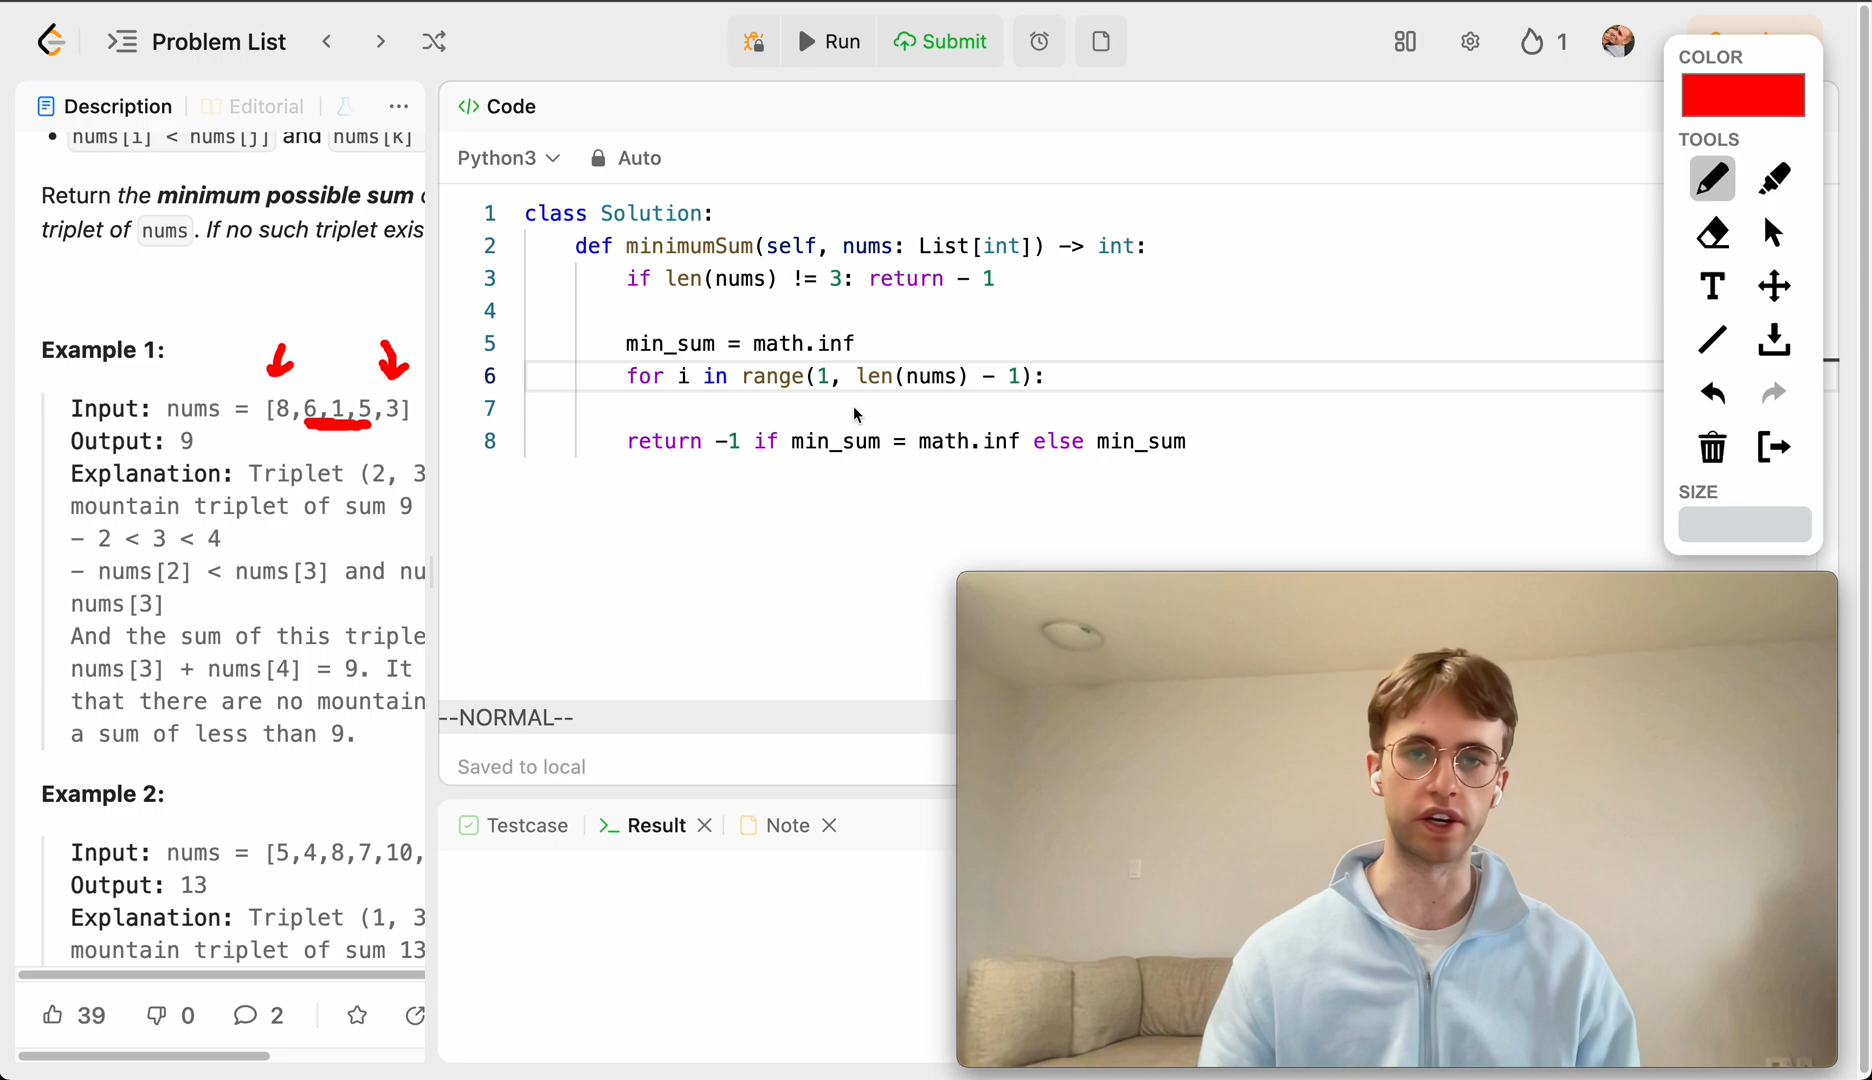 Problem List
Run
Submit
1
Description
Editorial
nums[i] < nums[j] and nums[k]
Return the minimum possible sum
triplet of nums. If no such triplet exis
Example 1:
Input: nums = [8,6,1,5,3]
Output: 9
Explanation: Triplet (2, 3
mountain triplet of sum 9
- 2 < 3 < 4
- nums[2] < nums[3] and nu
nums[3]
And the sum of this triple
nums[3] + nums[4] = 9. It
that there are no mountain
a sum of less than 9.
Example 2:
Input: nums = [5,4,8,7,10,
Output: 13
Explanation: Triplet (1, 3
mountain triplet of sum 13
39
0
2
Code
Python3
Auto
1 class Solution:
2 def minimumSum(self, nums: List[int]) -> int:
3 if len(nums) != 3: return - 1
4
5 min_sum = math.inf
6 for i in range(1, len(nums) - 1):
7
8 return -1 if min_sum = math.inf else min_sum
--NORMAL--
Saved to local
Testcase
Result
Note
COLOR
TOOLS
T
SIZE